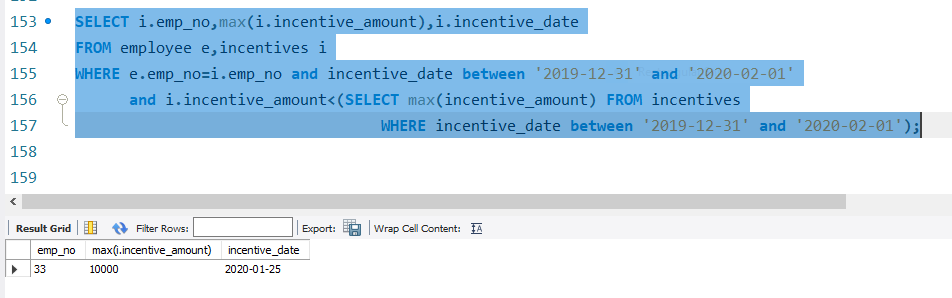 153 SELECT i.emp_no,max(i.incentive_amount),i.incentive_date
154 FROM employee e,incentives i
155 WHERE e.emp_no=i.emp_no and incentive_date between '2019-12-31' and '2020-02-01'
156 and i.incentive_amount<(SELECT max(incentive_amount) FROM incentives
157 WHERE incentive_date between '2019-12-31' and '2020-02-01');
158
159
Result Grid Filter Rows: Export: Wrap Cell Content:
emp_no max(i.incentive_amount) incentive_date
33 10000 2020-01-25